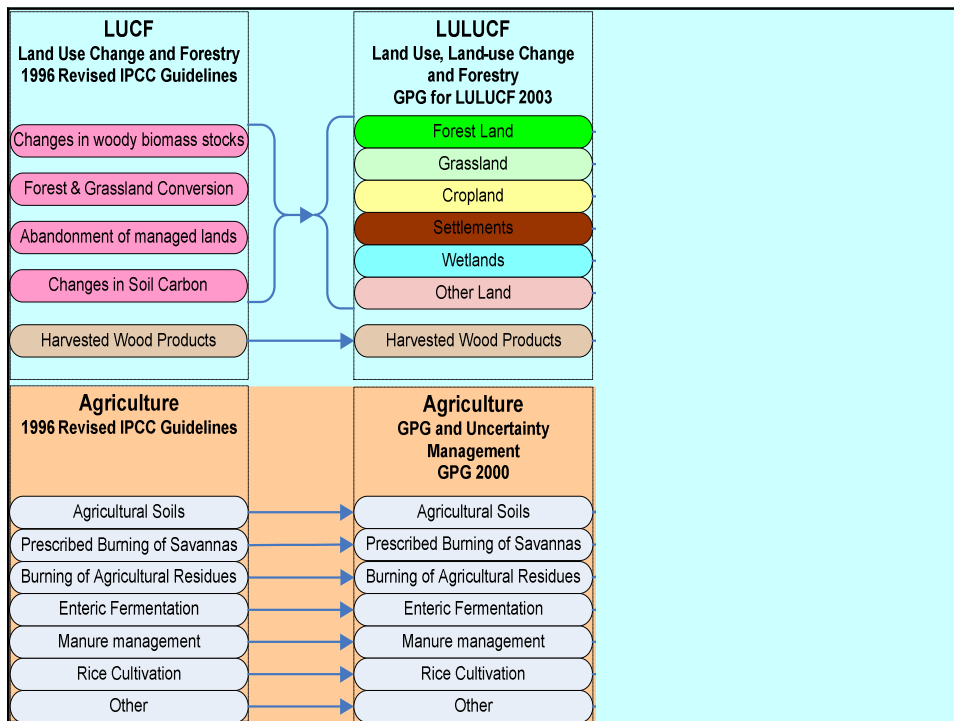 LUCF
Land Use Change and Forestry
1996 Revised IPCC Guidelines
Changes in woody biomass stocks
Forest & Grassland Conversion
Abandonment of managed lands
Changes in Soil Carbon
Harvested Wood Products
LULUCF
Land Use, Land-use Change
and Forestry
GPG for LULUCF 2003
Forest Land
Grassland
Cropland
Settlements
Wetlands
Other Land
Harvested Wood Products
Agriculture
1996 Revised IPCC Guidelines
Agricultural Soils
Prescribed Burning of Savannas
Burning of Agricultural Residues
Enteric Fermentation
Manure management
Rice Cultivation
Other
Agriculture
GPG and Uncertainty
Management
GPG 2000
Agricultural Soils
Prescribed Burning of Savannas
Burning of Agricultural Residues
Enteric Fermentation
Manure management
Rice Cultivation
Other